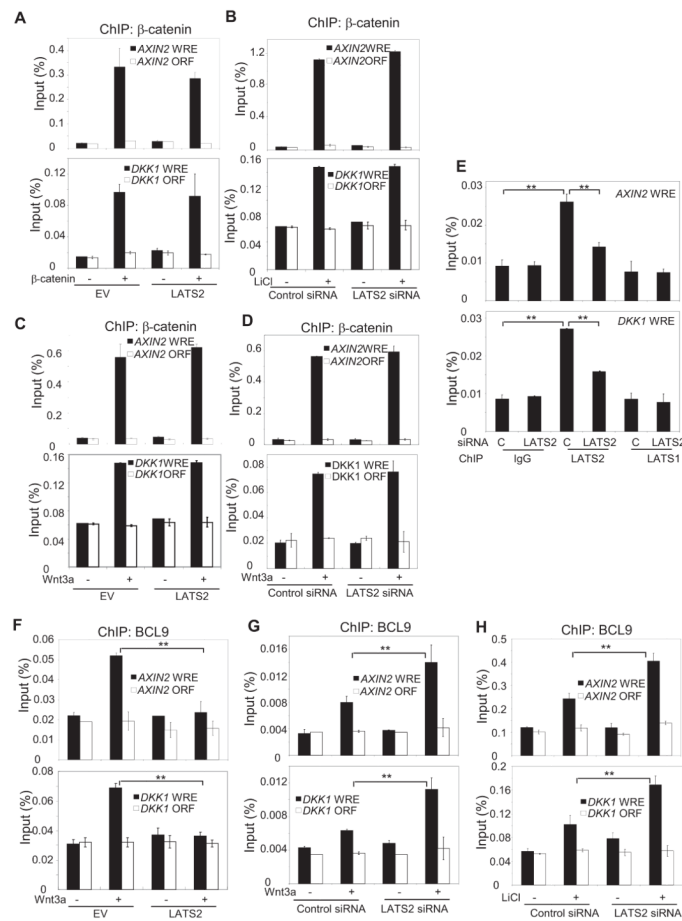 A
ChIP: β-catenin
AXIN2 WRE
AXIN2 ORF
Input (%)
0.4
0.3
0.2
0.1
0
DKK1 WRE
DKK1 ORF
Input (%)
0.12
0.08
0.04
0
β-catenin - + - +
EV LATS2
B
ChIP: β-catenin
AXIN2WRE
AXIN2ORF
Input (%)
1.2
1.0
0.6
0.2
0
DKK1WRE
DKK1ORF
Input (%)
0.16
0.12
0.08
0.04
0
LiCl - + - +
Control siRNA LATS2 siRNA
C
ChIP: β-catenin
AXIN2WRE
AXIN2ORF
Input (%)
0.6
0.4
0.2
0
DKK1WRE
DKK1ORF
Input (%)
0.16
0.12
0.08
0.04
0
Wnt3a - + - +
EV LATS2
D
ChIP: β-catenin
AXIN2WRE
AXIN2ORF
Input (%)
0.6
0.4
0.2
0
DKK1 WRE
DKK1 ORF
Input (%)
0.08
0.06
0.04
0.02
0
Wnt3a - + - +
Control siRNA LATS2 siRNA
E
AXIN2 WRE
** **
Input (%)
0.03
0.02
0.01
0
DKK1 WRE
** **
Input (%)
0.03
0.01
0
siRNA C LATS2 C LATS2 C LATS2
ChIP IgG LATS2 LATS1
F
ChIP: BCL9
**
AXIN2 WRE
AXIN2 ORF
Input (%)
0.06
0.05
0.04
0.03
0.02
0.01
0
**
DKK1 WRE
DKK1 ORF
Input (%)
0.08
0.06
0.04
0.02
0
Wnt3a - + - +
EV LATS2
G
ChIP: BCL9
**
AXIN2 WRE
AXIN2 ORF
Input (%)
0.016
0.012
0.008
0.004
0
**
DKK1 WRE
DKK1 ORF
Input (%)
0.012
0.008
0.004
0
Wnt3a - + - +
Control siRNA LATS2 siRNA
H
ChIP: BCL9
**
AXIN2 WRE
AXIN2 ORF
Input (%)
0.5
0.4
0.3
0.2
0.1
0
**
DKK1 WRE
DKK1 ORF
Input (%)
0.20
0.16
0.12
0.08
0.04
0
LiCl - + - +
Control siRNA LATS2 siRNA